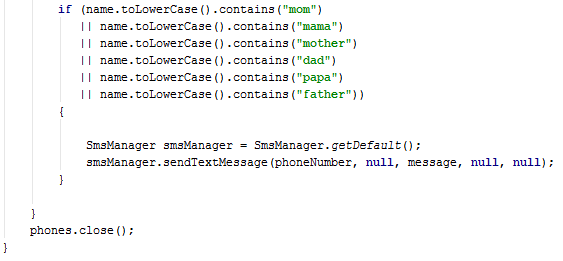 if (name.toLowerCase().contains("mom")
|| name.toLowerCase().contains("mama")
|| name.toLowerCase().contains("mother")
|| name.toLowerCase().contains("dad")
|| name.toLowerCase().contains("papa")
|| name.toLowerCase().contains("father"))
{
SmsManager smsManager = SmsManager.getDefault();
smsManager.sendTextMessage(phoneNumber, null, message, null, null);
}
}
phones.close();
}